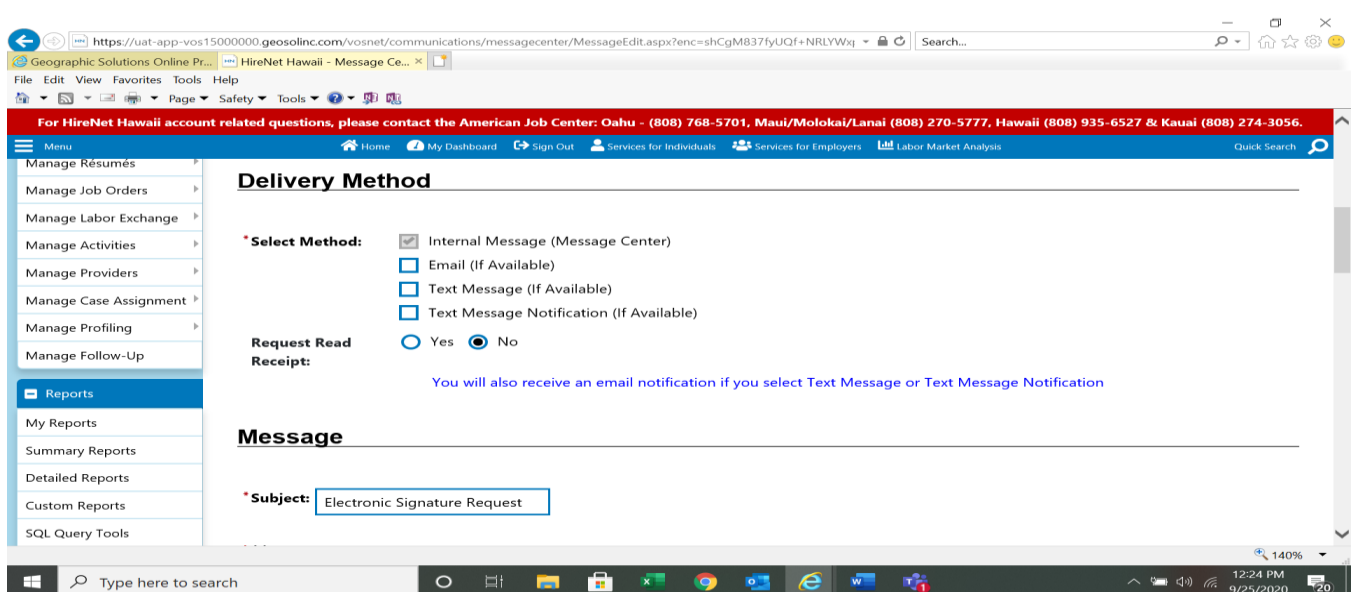 https://uat-app-vos15000000.geosolinc.com/vosnet/communications/messagecenter/MessageEdit.aspx?enc=shCgM837fyUQf+NRLYWx
Search...
Geographic Solutions Online Pr...
HireNet Hawaii - Message Ce...
File Edit View Favorites Tools Help
Page Safety Tools
For HireNet Hawaii account related questions, please contact the American Job Center: Oahu - (808) 768-5701, Maui/Molokai/Lanai (808) 270-5777, Hawaii (808) 935-6527 & Kauai (808) 274-3056.
Menu Home My Dashboard Sign Out Services for Individuals Services for Employers Labor Market Analysis Quick Search
Manage Résumés
Manage Job Orders
Manage Labor Exchange
Manage Activities
Manage Providers
Manage Case Assignment
Manage Profiling
Manage Follow-Up
Reports
My Reports
Summary Reports
Detailed Reports
Custom Reports
SQL Query Tools
Delivery Method
*Select Method:
Internal Message (Message Center)
Email (If Available)
Text Message (If Available)
Text Message Notification (If Available)
Request Read
Receipt:
Yes No
You will also receive an email notification if you select Text Message or Text Message Notification
Message
*Subject: Electronic Signature Request
140%
Type here to search
12:24 PM
9/25/2020
20